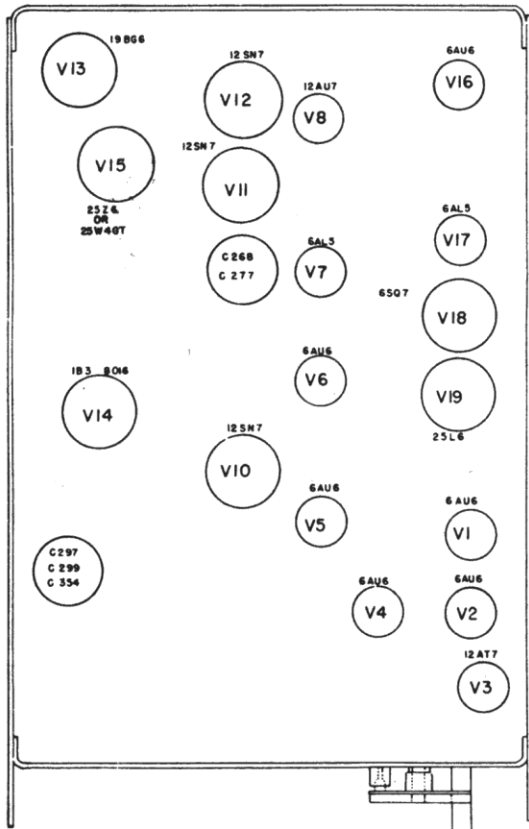 19BG6
V13
12SN7
V12
12AU7
V8
6AU6
V16
V15
25Z6
OR
25W4GT
12SN7
V11
C268
C277
6AL5
V7
6AL5
V17
6SQ7
V18
6AU6
V6
V19
25L6
1B3 8016
V14
12SN7
V10
6AU6
V5
6AU6
V1
C297
C299
C354
6AU6
V4
6AU6
V2
12AT7
V3